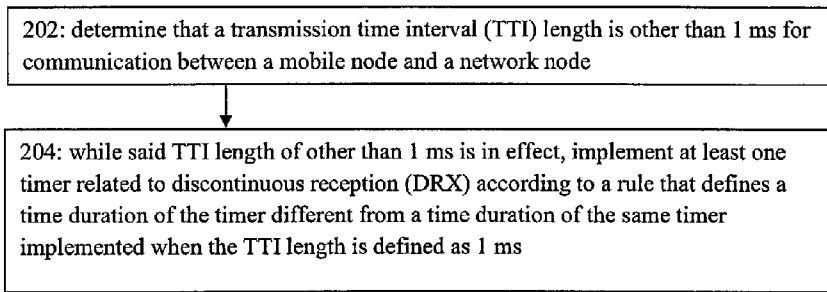 202: determine that a transmission time interval (TTI) length is other than 1 ms for
communication between a mobile node and a network node
204: while said TTI length of other than 1 ms is in effect, implement at least one
timer related to discontinuous reception (DRX) according to a rule that defines a
time duration of the timer different from a time duration of the same timer
implemented when the TTI length is defined as 1 ms